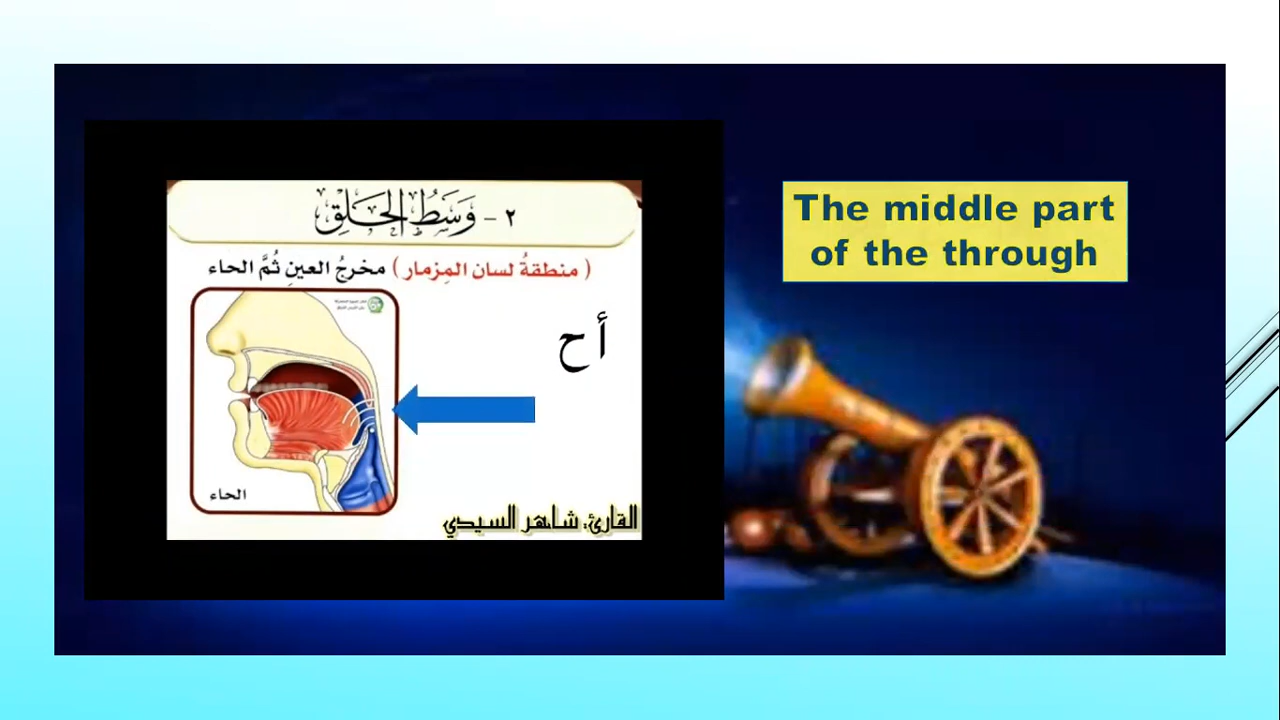 ٢ - وَسَطُ الحَلقِ
( منطقةُ لسان المِزمار ) مخرجُ العينِ ثُمَّ الحاء
أ ح
الحاء
القارئ. شاهر السيدي
The middle part
of the through